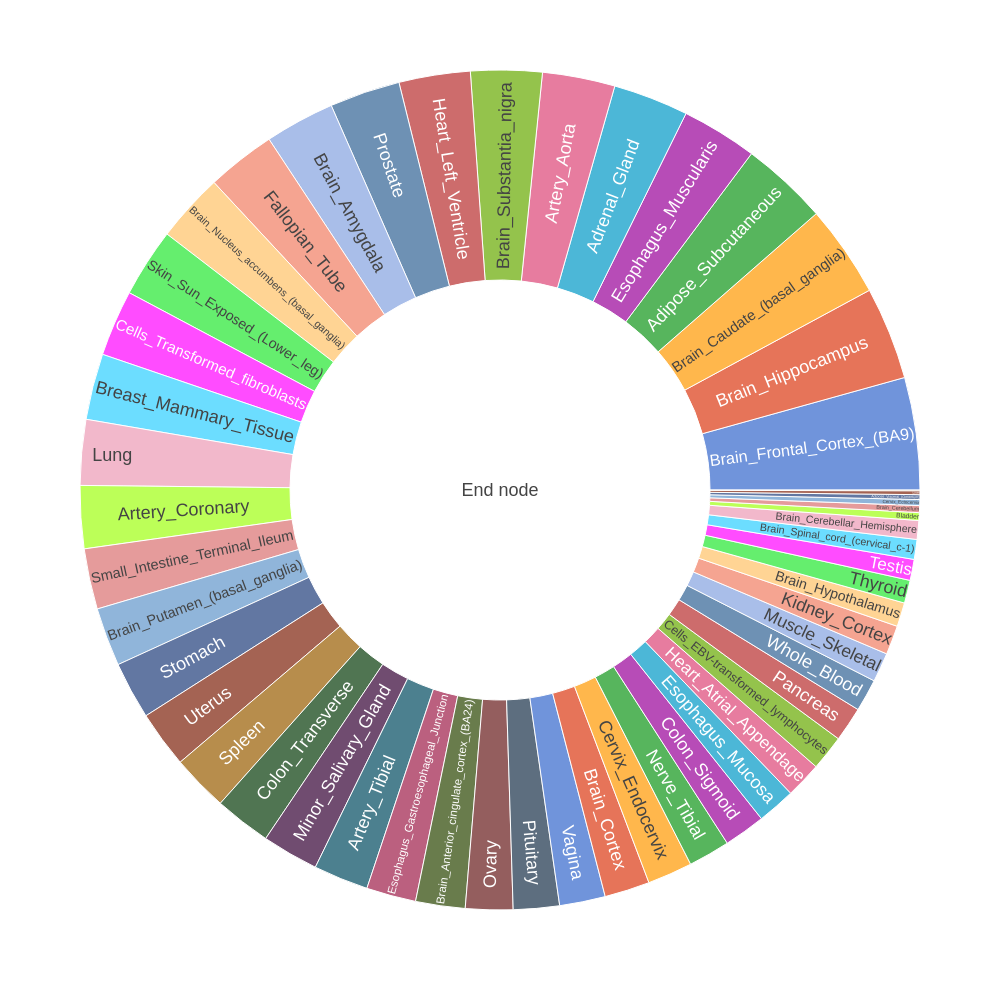 End node
Brain_Frontal_Cortex_(BA9)
Brain_Hippocampus
Brain_Caudate_(basal_ganglia)
Adipose_Subcutaneous
Esophagus_Muscularis
Adrenal_Gland
Artery_Aorta
Brain_Substantia_nigra
Heart_Left_Ventricle
Prostate
Brain_Amygdala
Fallopian_Tube
Brain_Nucleus_accumbens_(basal_ganglia)
Skin_Sun_Exposed_(Lower_leg)
Cells_Transformed_fibroblasts
Breast_Mammary_Tissue
Lung
Artery_Coronary
Small_Intestine_Terminal_Ileum
Brain_Putamen_(basal_ganglia)
Stomach
Uterus
Spleen
Colon_Transverse
Minor_Salivary_Gland
Artery_Tibial
Esophagus_Gastroesophageal_Junction
Brain_Anterior_cingulate_cortex_(BA24)
Ovary
Pituitary
Vagina
Brain_Cortex
Cervix_Endocervix
Nerve_Tibial
Colon_Sigmoid
Esophagus_Mucosa
Heart_Atrial_Appendage
Cells_EBV-transformed_lymphocytes
Pancreas
Whole_Blood
Muscle_Skeletal
Kidney_Cortex
Brain_Hypothalamus
Thyroid
Testis
Brain_Spinal_cord_(cervical_c-1)
Brain_Cerebellar_Hemisphere
Bladder
Brain_Cerebellum